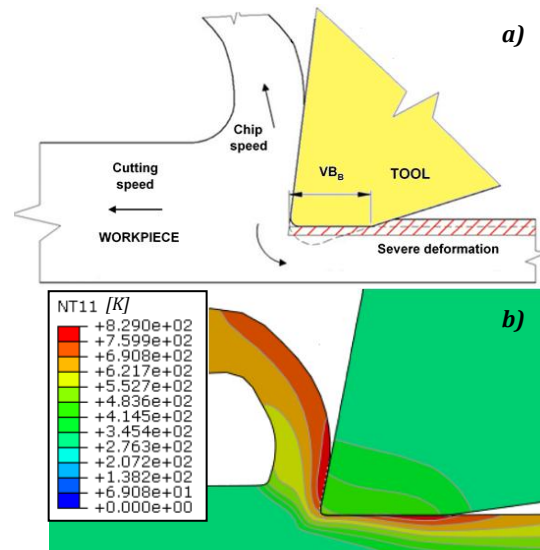 a)
Chip
speed
VB_B
TOOL
Cutting
speed
WORKPIECE
Severe deformation
b)
NT11 [K]
+8.290e+02
+7.599e+02
+6.908e+02
+6.217e+02
+5.527e+02
+4.836e+02
+4.145e+02
+3.454e+02
+2.763e+02
+2.072e+02
+1.382e+02
+6.908e+01
+0.000e+00